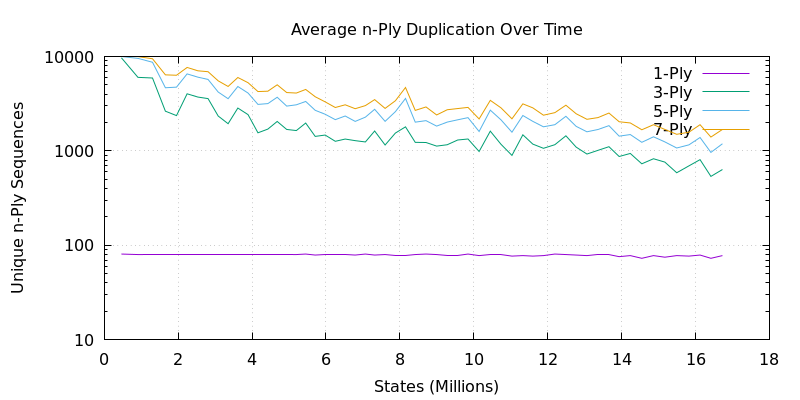 Average n-Ply Duplication Over Time
Unique n-Ply Sequences
10000
1000
100
10
1-Ply
3-Ply
5-Ply
7-Ply
0 2 4 6 8 10 12 14 16 18
States (Millions)